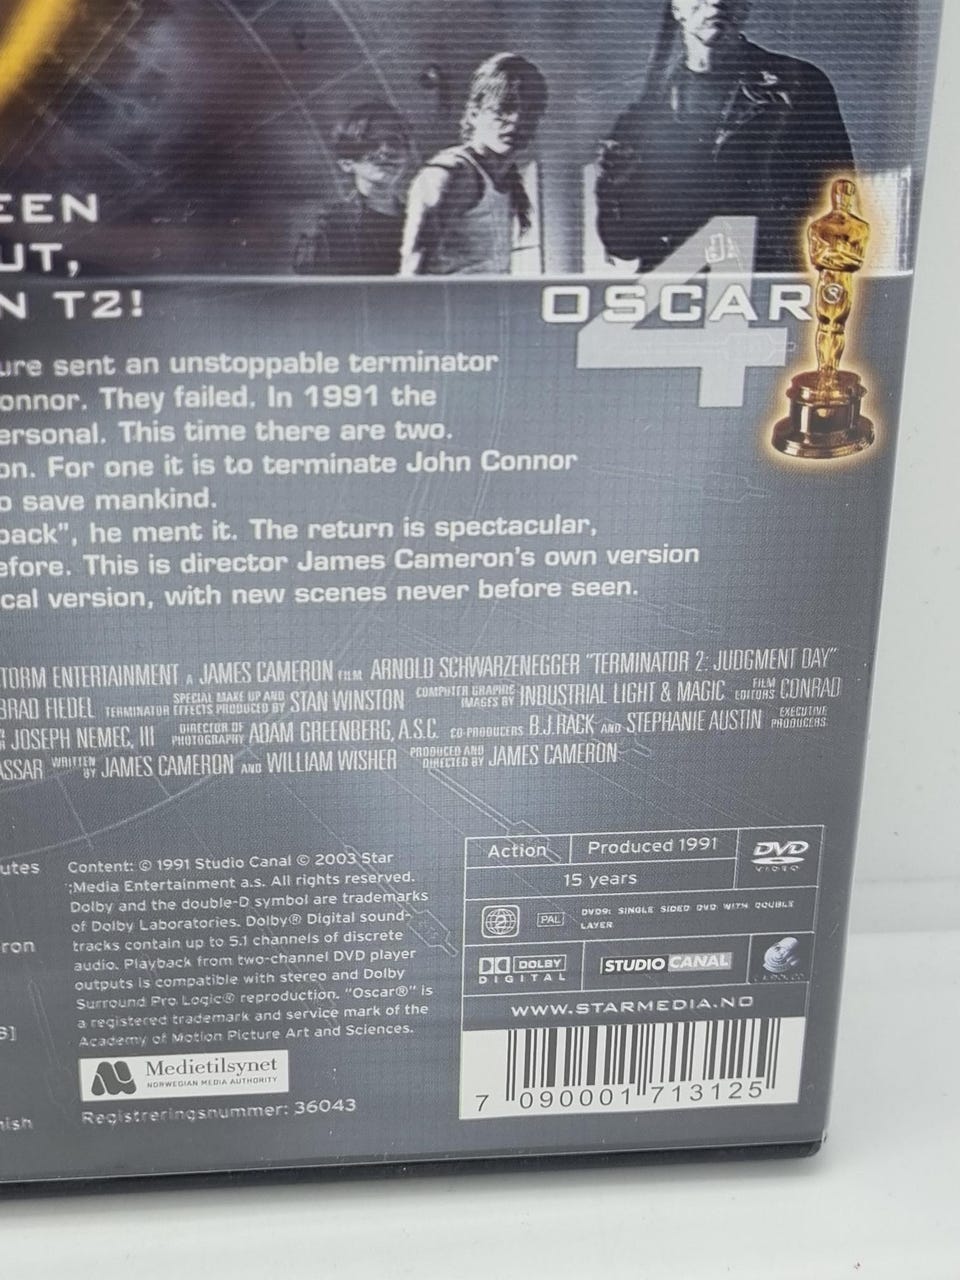 EEN
UT,
N T2!
4
OSCAR®
ure sent an unstoppable terminator
onnor. They failed. In 1991 the
ersonal. This time there are two.
on. For one it is to terminate John Connor
o save mankind.
back", he ment it. The return is spectacular,
efore. This is director James Cameron's own version
cal version, with new scenes never before seen.
TORM ENTERTAINMENT A JAMES CAMERON FILM ARNOLD SCHWARZENEGGER "TERMINATOR 2: JUDGMENT DAY"
BRAD FIEDEL TERMINATOR SPECIAL MAKE UP AND EFFECTS PRODUCED BY STAN WINSTON COMPUTER GRAPHIC IMAGES BY INDUSTRIAL LIGHT & MAGIC FILM EDITORS CONRAD
JOSEPH NEMEC, III DIRECTOR OF PHOTOGRAPHY ADAM GREENBERG, A.S.C. CO-PRODUCERS B.J. RACK AND STEPHANIE AUSTIN EXECUTIVE PRODUCERS
ASSAR WRITTEN BY JAMES CAMERON AND WILLIAM WISHER PRODUCED AND DIRECTED BY JAMES CAMERON
utes
ron
S]
nish
Content: © 1991 Studio Canal © 2003 Star
;Media Entertainment a.s. All rights reserved.
Dolby and the double-D symbol are trademarks
of Dolby Laboratories. Dolby® Digital sound-
tracks contain up to 5.1 channels of discrete
audio. Playback from two-channel DVD player
outputs is compatible with stereo and Dolby
Surround Pro Logic® reproduction. "Oscar®" is
a registered trademark and service mark of the
Academy of Motion Picture Art and Sciences.
Medietilsynet
NORWEGIAN MEDIA AUTHORITY
Registreringsnummer: 36043
Action Produced 1991 DVD
VIDEO
15 years
2 PAL DVD9: SINGLE SIDED DVD WITH DOUBLE
LAYER
DOLBY
DIGITAL
STUDIO CANAL
WWW.STARMEDIA.NO
7 090001 713125